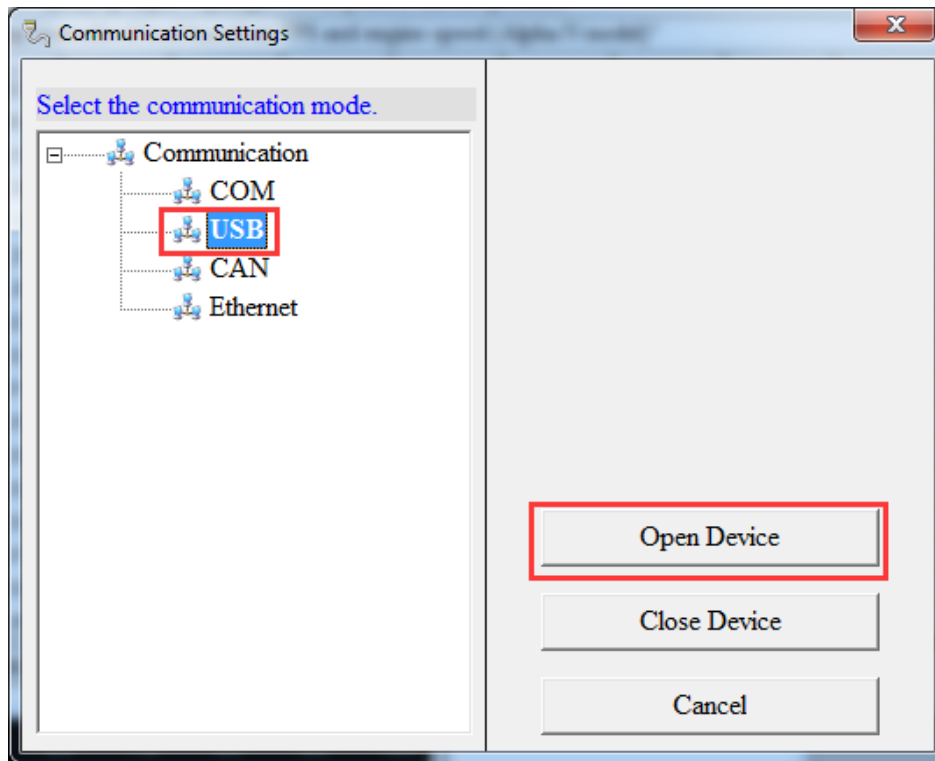 Communication Settings
Select the communication mode.
Communication
COM
USB
CAN
Ethernet
Open Device
Close Device
Cancel